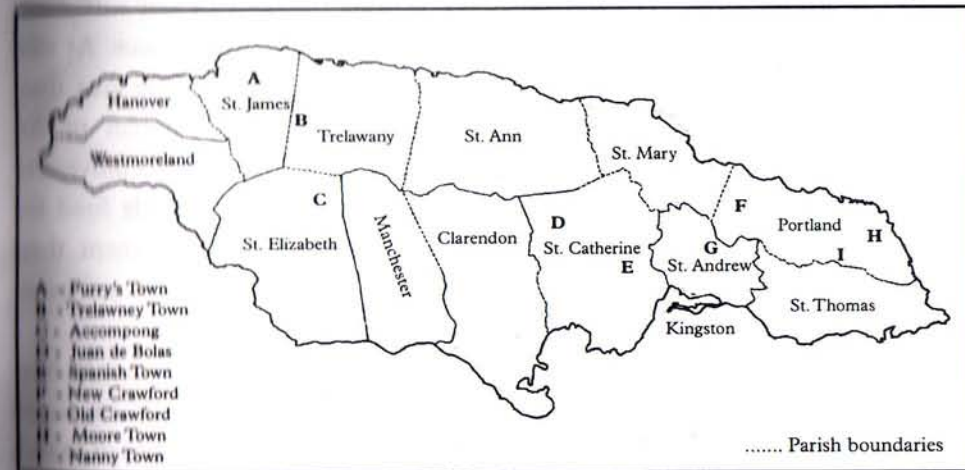 A
Hanover
St. James
B
Trelawany
St. Ann
St. Mary
Westmoreland
C
F
Portland
H
St. Elizabeth
Manchester
Clarendon
D
St. Catherine
E
G
St. Andrew
I
St. Thomas
Kingston
A = Furry's Town
B = Trelawney Town
C = Accompong
D = Juan de Bolas
E = Spanish Town
F = New Crawford
G = Old Crawford
H = Moore Town
I = Nanny Town
....... Parish boundaries